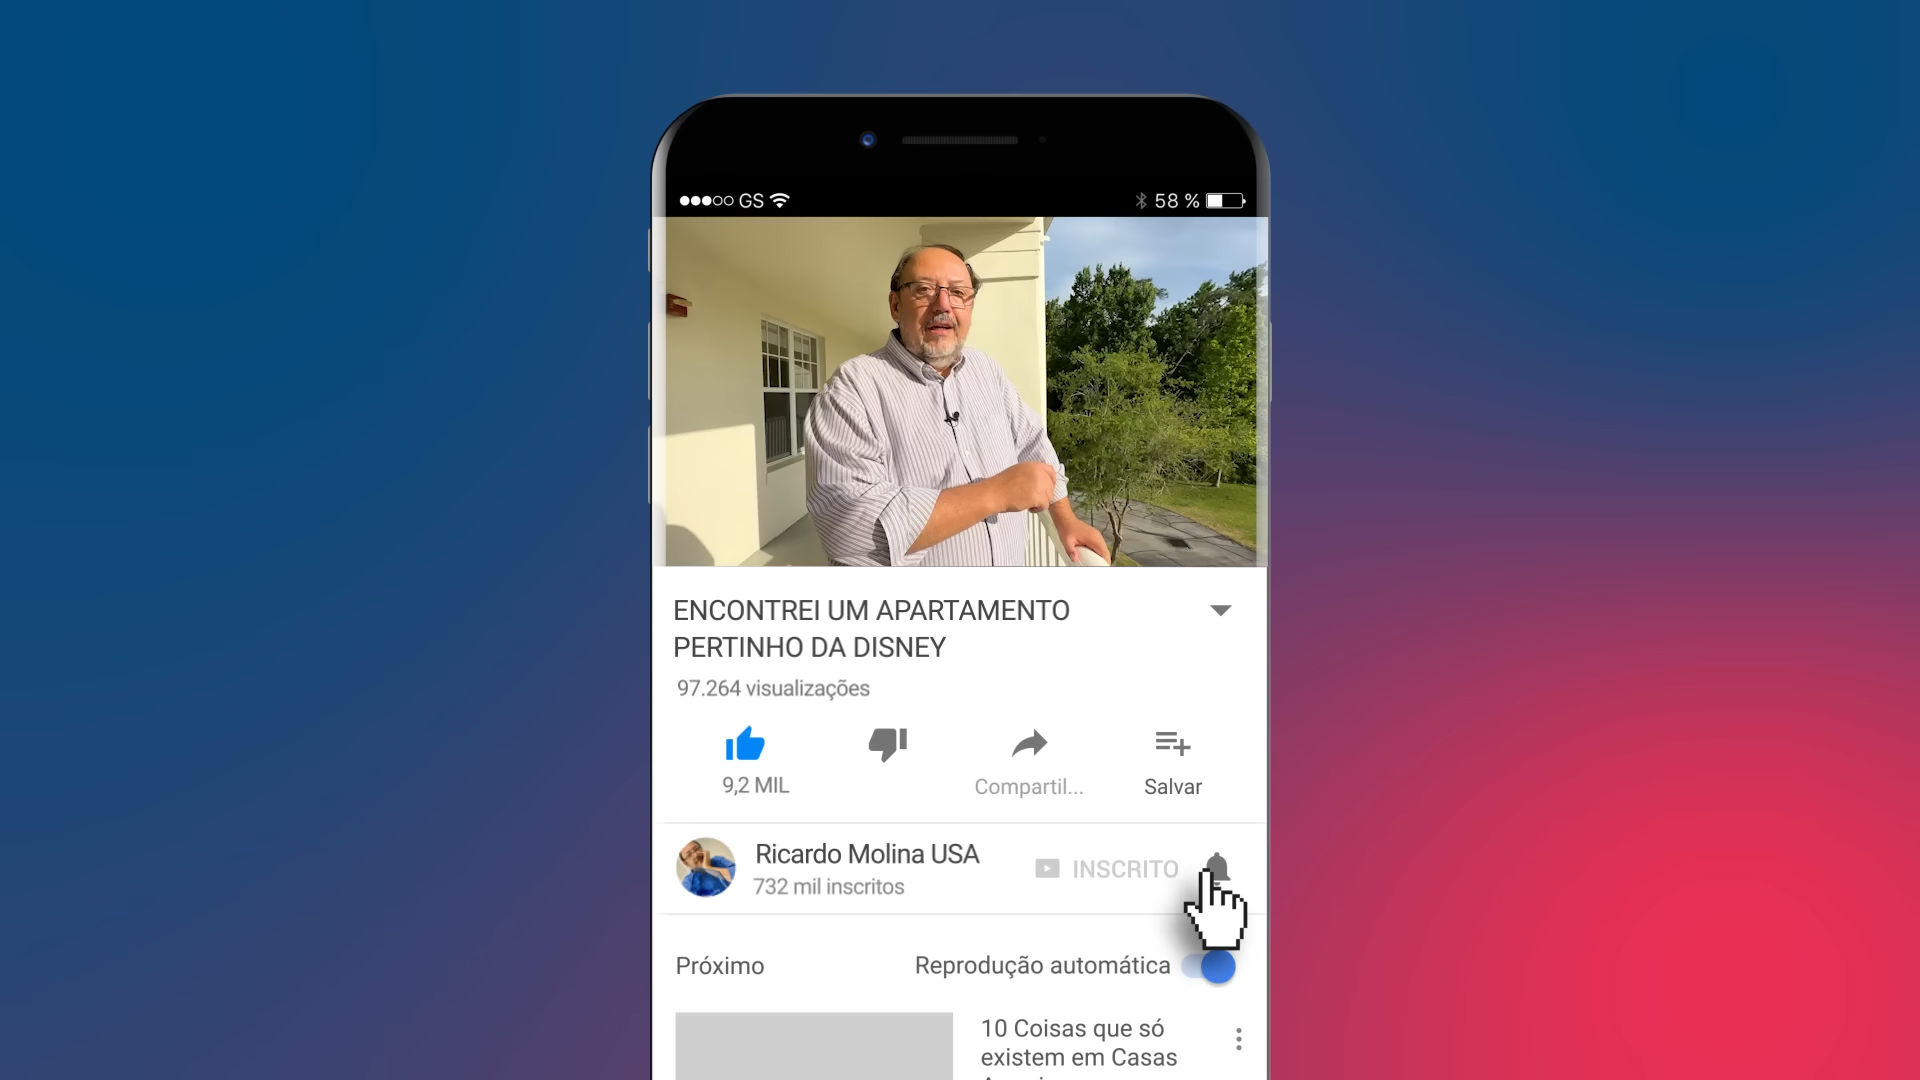 GS
58 %
ENCONTREI UM APARTAMENTO
PERTINHO DA DISNEY
97.264 visualizações
9,2 MIL
Compartil...
Salvar
Ricardo Molina USA
INSCRITO
732 mil inscritos
Próximo
Reprodução automática
10 Coisas que só
existem em Casas